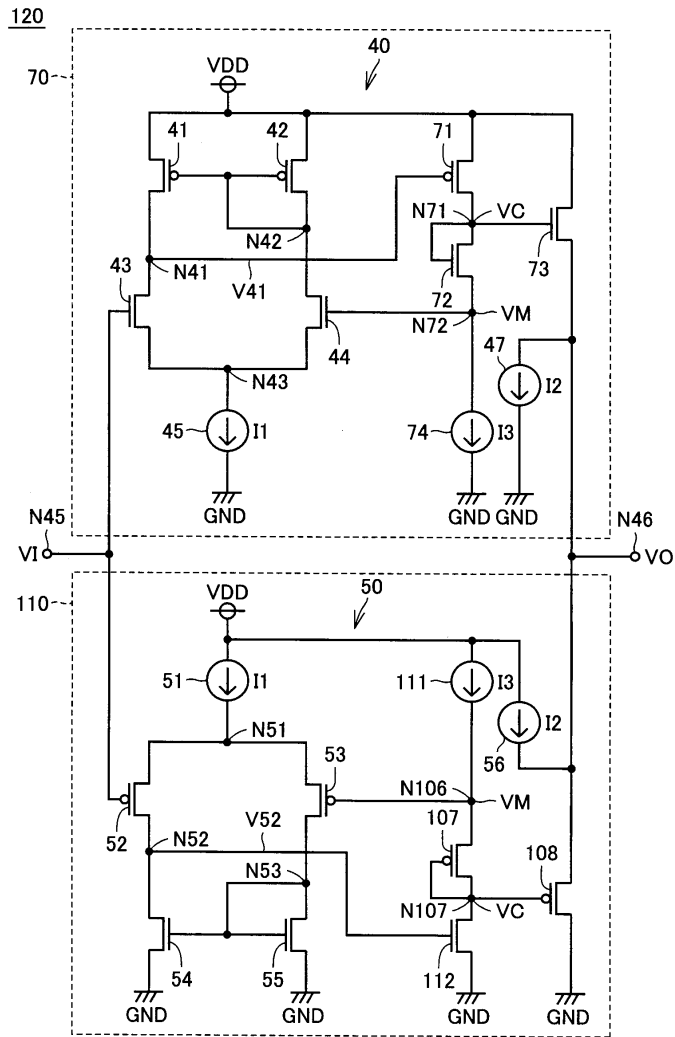 120
70
40
VDD
41
42
71
N71
VC
N42
73
N41
43
V41
72
N72
VM
44
47
N43
I2
45
I1
74
I3
GND
GND
GND
N45
N46
VI
VO
110
50
VDD
51
I1
111
I3
N51
I2
53
56
N106
VM
52
N52
V52
107
108
N53
N107
VC
54
55
112
GND
GND
GND
GND